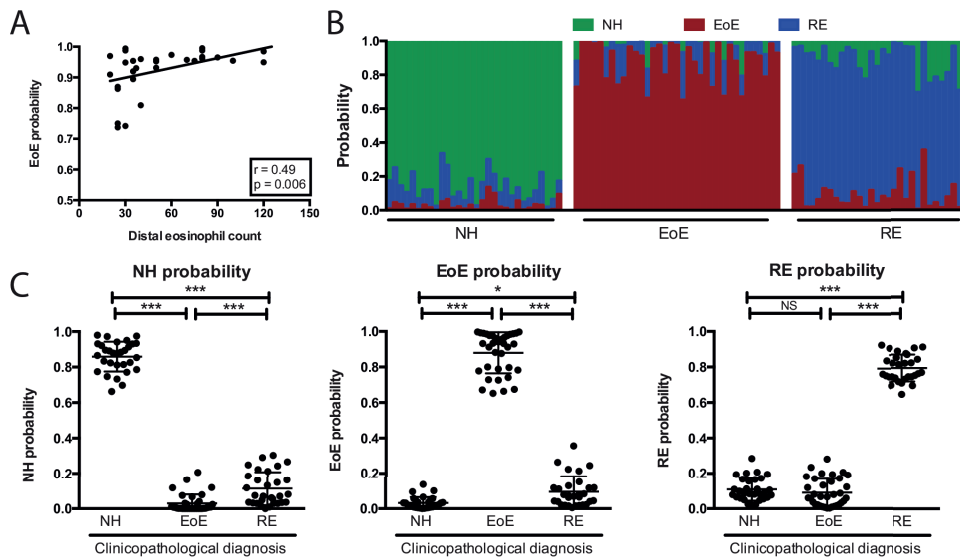 A
EoE probability
1.0
0.9
0.8
0.7
0.6
0.5
r = 0.49
p = 0.006
0
30
60
90
120
150
Distal eosinophil count
B
NH
EoE
RE
Probability
1.0
0.8
0.6
0.4
0.2
0.0
NH
EoE
RE
C
NH probability
***
***
***
NH probability
1.0
0.8
0.6
0.4
0.2
0.0
NH
EoE
RE
Clinicopathological diagnosis
EoE probability
*
***
***
EoE probability
1.0
0.8
0.6
0.4
0.2
0.0
NH
EoE
RE
Clinicopathological diagnosis
RE probability
***
NS
***
RE probability
1.0
0.8
0.6
0.4
0.2
0.0
NH
EoE
RE
Clinicopathological diagnosis